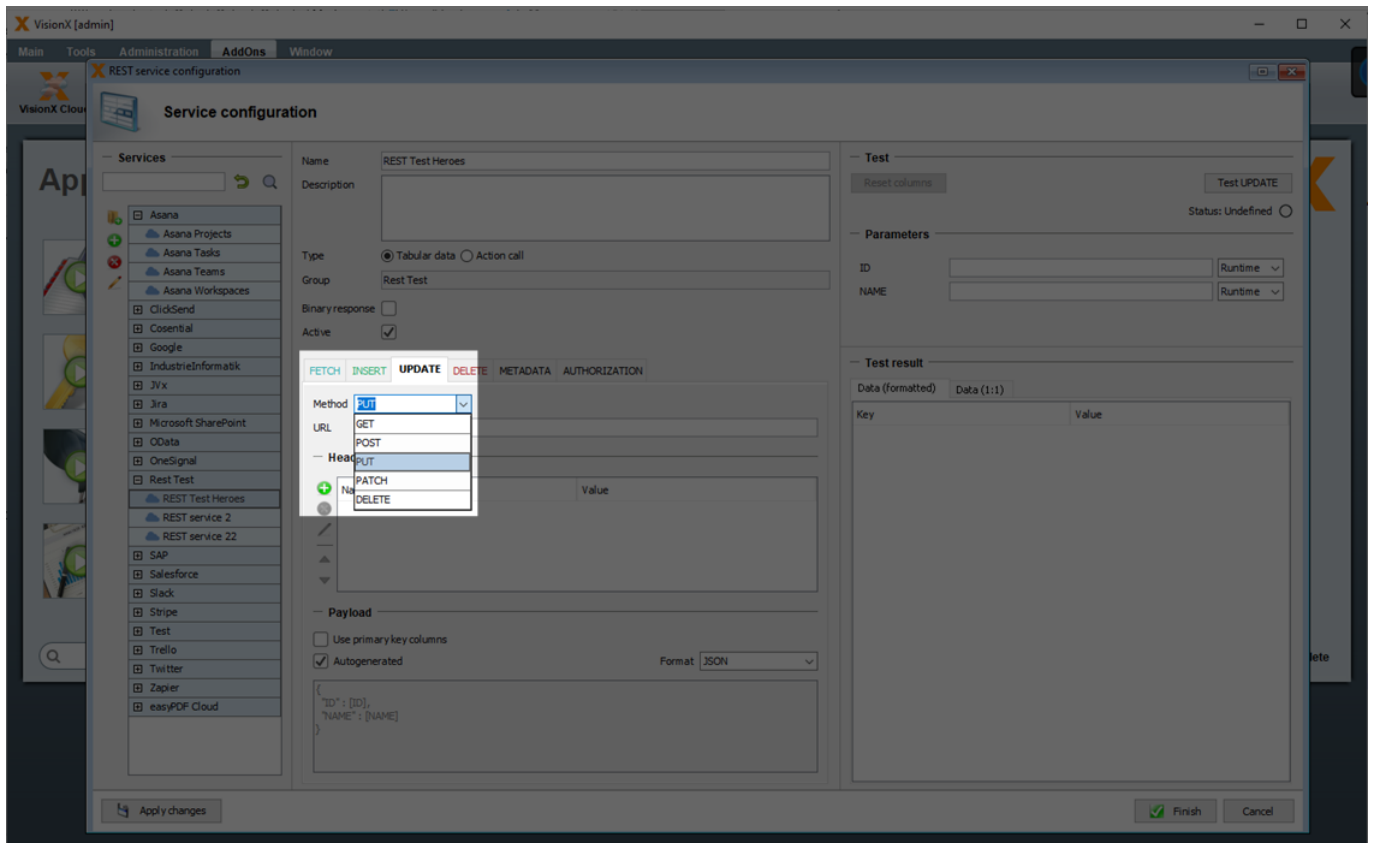 VisionX [admin]
Main Tools Administration AddOns Window
REST service configuration
VisionX Clou
Service configuration
App
Services
Asana
Asana Projects
Asana Tasks
Asana Teams
Asana Workspaces
ClickSend
Cosential
Google
IndustrieInformatik
JVx
Jira
Microsoft SharePoint
OData
OneSignal
Rest Test
REST Test Heroes
REST service 2
REST service 22
SAP
Salesforce
Slack
Stripe
Test
Trello
Twitter
Zapier
easyPDF Cloud
Name REST Test Heroes
Description
Type Tabular data Action call
Group Rest Test
Binary response
Active
FETCH INSERT UPDATE DELETE METADATA AUTHORIZATION
Method PUT
URL
GET
POST
PUT
PATCH
DELETE
Head
Na Value
Payload
Use primary key columns
Autogenerated Format JSON
{
"ID" : [ID],
"NAME" : [NAME]
}
Test
Reset columns Test UPDATE
Status: Undefined
Parameters
ID Runtime
NAME Runtime
Test result
Data (formatted) Data (1:1)
Key Value
lete
Apply changes Finish Cancel